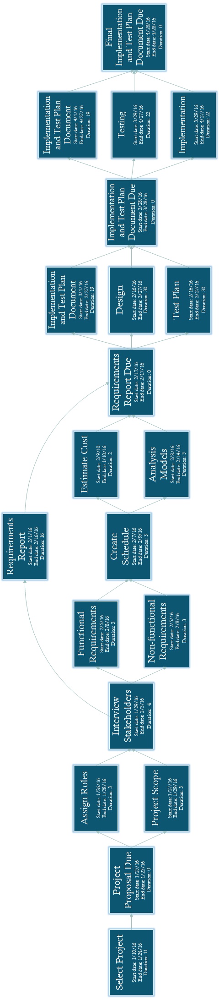 Select Project
Start date: 1/10/16
End date: 1/24/16
Duration: 11
Project
Proposal Due
Start date: 1/25/16
End date: 1/25/16
Duration: 0
Assign Roles
Start date: 1/26/16
End date: 1/28/16
Duration: 3
Project Scope
Start date: 1/27/16
End date: 1/29/16
Duration: 3
Interview
Stakeholders
Start date: 1/29/16
End date: 2/3/16
Duration: 4
Functional
Requirements
Start date: 2/5/16
End date: 2/8/16
Duration: 3
Non-functional
Requirements
Start date: 2/5/16
End date: 2/8/16
Duration: 3
Requirements
Report
Start date: 2/1/16
End date: 2/16/16
Duration: 16
Create
Schedule
Start date: 2/7/16
End date: 2/9/16
Duration: 3
Estimate Cost
Start date: 2/9/10
End date:1/10/16
Duration: 2
Analysis
Models
Start date: 2/8/16
End date: 2/14/16
Duration: 5
Requirements
Report Due
Start date: 2/17/16
End date: 2/17/16
Duration: 0
Implementation
and Test Plan
Document
Start date: 3/1/16
End date: 3/27/16
Duration: 19
Design
Start date: 2/16/16
End date: 3/27/16
Duration: 30
Test Plan
Start date: 2/16/16
End date: 3/27/16
Duration: 30
Implementation
and Test Plan
Document Due
Start date: 3/28/16
End date: 3/28/16
Duration: 0
Implementation
and Test Plan
Document
Start date: 4/1/16
End date: 4/27/16
Duration: 19
Testing
Start date: 3/29/16
End date: 4/27/16
Duration: 22
Implementation
Start date: 3/29/16
End date: 4/27/16
Duration: 22
Final
Implementation
and Test Plan
Document Due
Start date: 4/28/16
End date: 4/28/16
Duration: 0